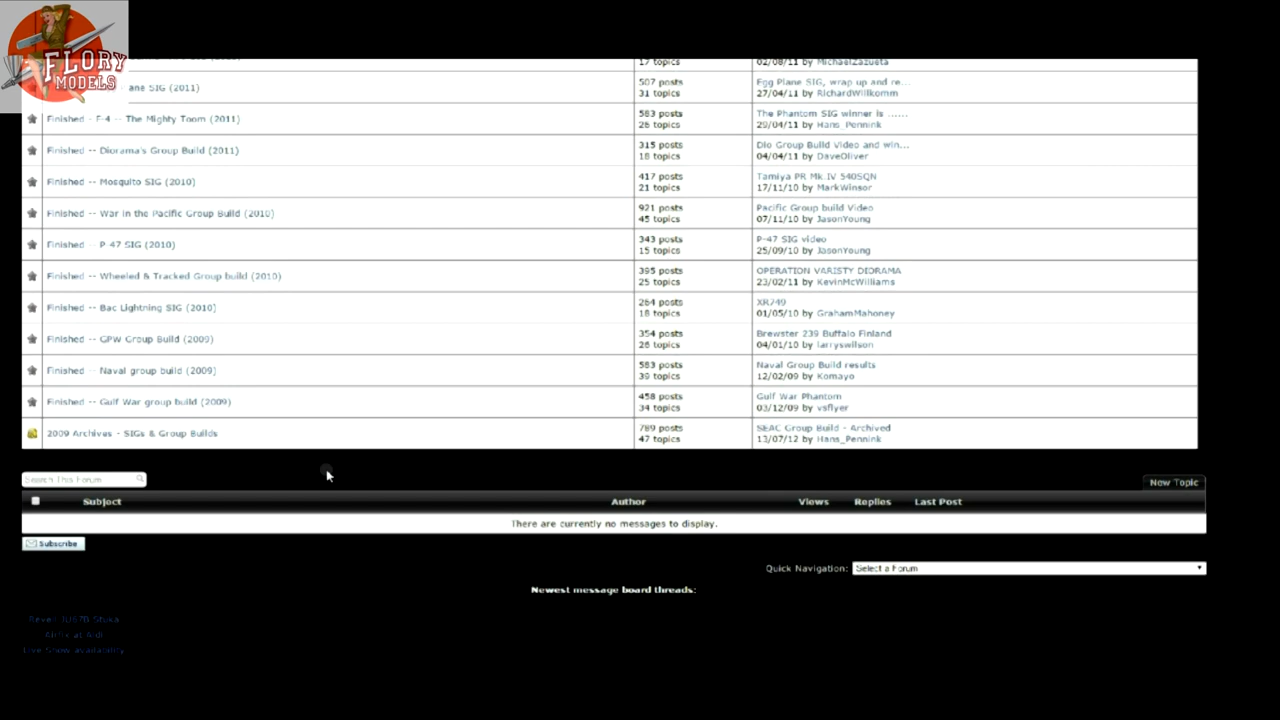 FLORY
MODELS
17 topics
02/08/11 by MichaelZazueta
ane SIG (2011)
507 posts
31 topics
Egg Plane SIG, wrap up and re...
27/04/11 by RichardWillkomm
Finished - F-4 -- The Mighty Toom (2011)
583 posts
26 topics
The Phantom SIG winner is ......
29/04/11 by Hans_Pennink
Finished -- Diorama's Group Build (2011)
315 posts
18 topics
Dio Group Build Video and win...
04/04/11 by DaveOliver
Finished -- Mosquito SIG (2010)
417 posts
21 topics
Tamiya PR Mk.IV 540SQN
17/11/10 by MarkWinsor
Finished -- War in the Pacific Group Build (2010)
921 posts
45 topics
Pacific Group build Video
07/11/10 by JasonYoung
Finished -- P-47 SIG (2010)
343 posts
15 topics
P-47 SIG video
25/09/10 by JasonYoung
Finished -- Wheeled & Tracked Group build (2010)
395 posts
25 topics
OPERATION VARISTY DIORAMA
23/02/11 by KevinMcWilliams
Finished -- Bac Lightning SIG (2010)
264 posts
18 topics
XR749
01/05/10 by GrahamMahoney
Finished -- GPW Group Build (2009)
354 posts
26 topics
Brewster 239 Buffalo Finland
04/01/10 by larryswilson
Finished -- Naval group build (2009)
583 posts
39 topics
Naval Group Build results
12/02/09 by Komayo
Finished -- Gulf War group build (2009)
458 posts
34 topics
Gulf War Phantom
03/12/09 by vsflyer
2009 Archives - SIGs & Group Builds
789 posts
47 topics
SEAC Group Build - Archived
13/07/12 by Hans_Pennink
Search This Forum
New Topic
Subject Author Views Replies Last Post
There are currently no messages to display.
Subscribe
Quick Navigation: Select a Forum
Newest message board threads:
Stuka
Airfix at Aldi
Live Show availability